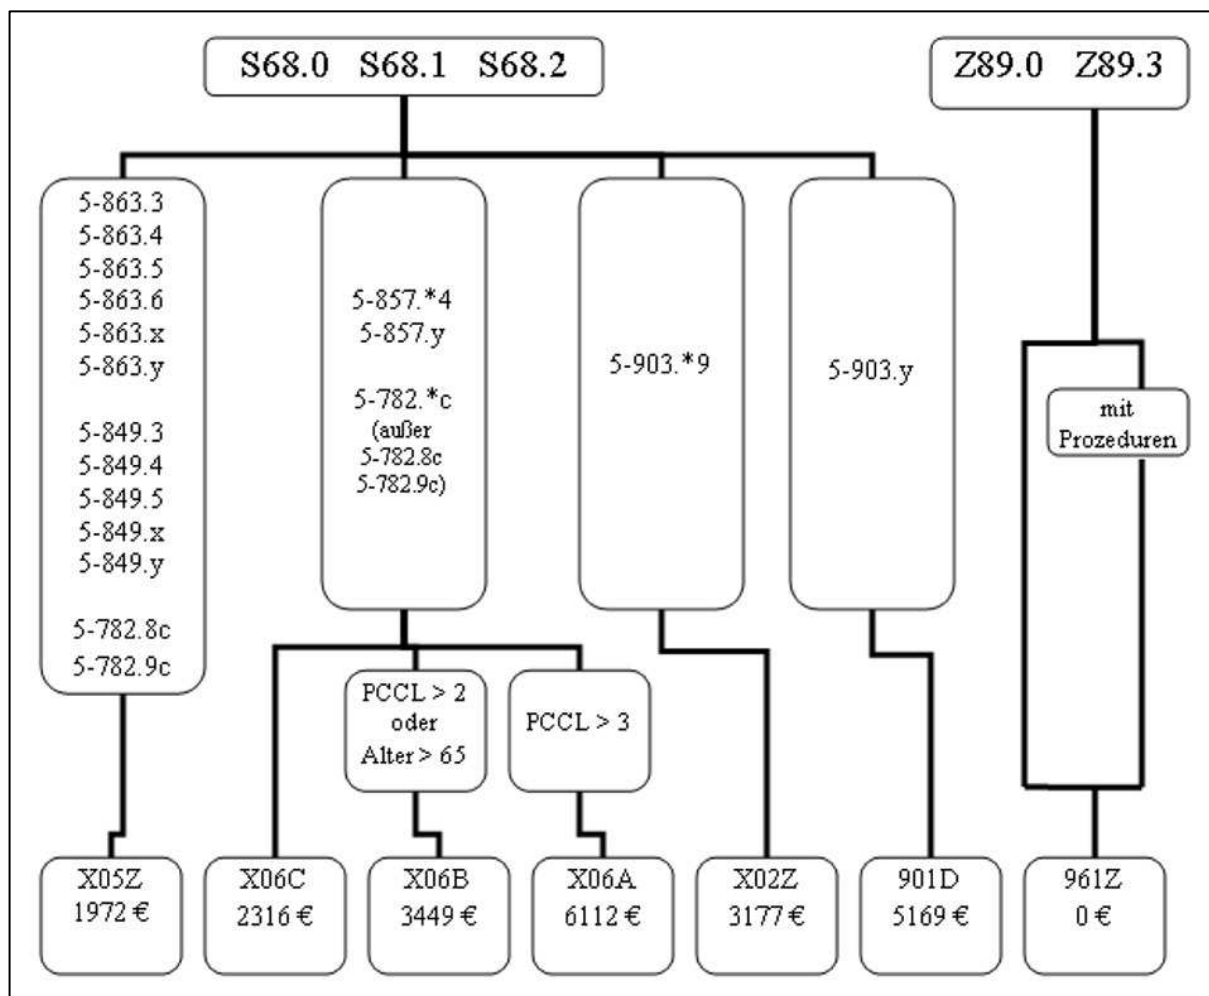 S68.0 S68.1 S68.2
Z89.0 Z89.3
5-863.3
5-863.4
5-863.5
5-863.6
5-863.x
5-863.y
5-849.3
5-849.4
5-849.5
5-849.x
5-849.y
5-782.8c
5-782.9c
5-857.*4
5-857.y
5-782.*c
(außer
5-782.8c
5-782.9c)
5-903.*9
5-903.y
mit
Prozeduren
PCCL > 2
oder
Alter > 65
PCCL > 3
X05Z
1972 €
X06C
2316 €
X06B
3449 €
X06A
6112 €
X02Z
3177 €
901D
5169 €
961Z
0 €